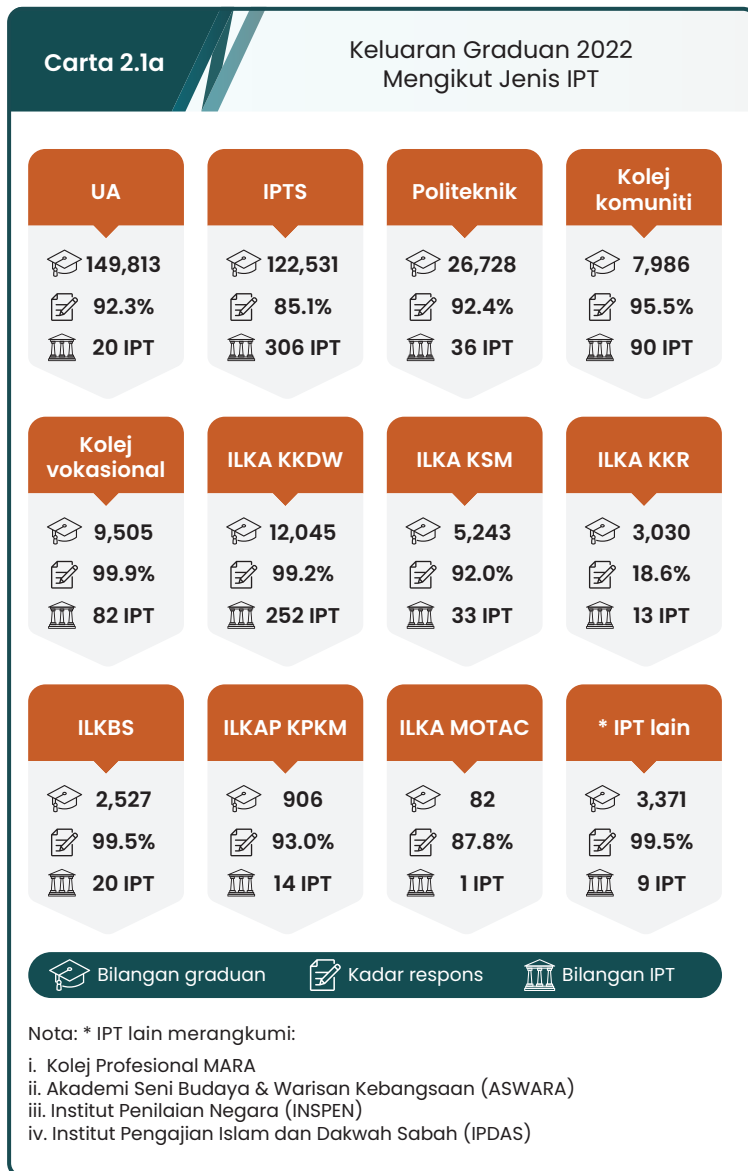 Carta 2.1a
Keluaran Graduan 2022
Mengikut Jenis IPT
UA
149,813
92.3%
20 IPT
IPTS
122,531
85.1%
306 IPT
Politeknik
26,728
92.4%
36 IPT
Kolej
komuniti
7,986
95.5%
90 IPT
Kolej
vokasional
9,505
99.9%
82 IPT
ILKA KKDW
12,045
99.2%
252 IPT
ILKA KSM
5,243
92.0%
33 IPT
ILKA KKR
3,030
18.6%
13 IPT
ILKBS
2,527
99.5%
20 IPT
ILKAP KPKM
906
93.0%
14 IPT
ILKA MOTAC
82
87.8%
1 IPT
* IPT lain
3,371
99.5%
9 IPT
Bilangan graduan
Kadar respons
Bilangan IPT
Nota: * IPT lain merangkumi:
i. Kolej Profesional MARA
ii. Akademi Seni Budaya & Warisan Kebangsaan (ASWARA)
iii. Institut Penilaian Negara (INSPEN)
iv. Institut Pengajian Islam dan Dakwah Sabah (IPDAS)